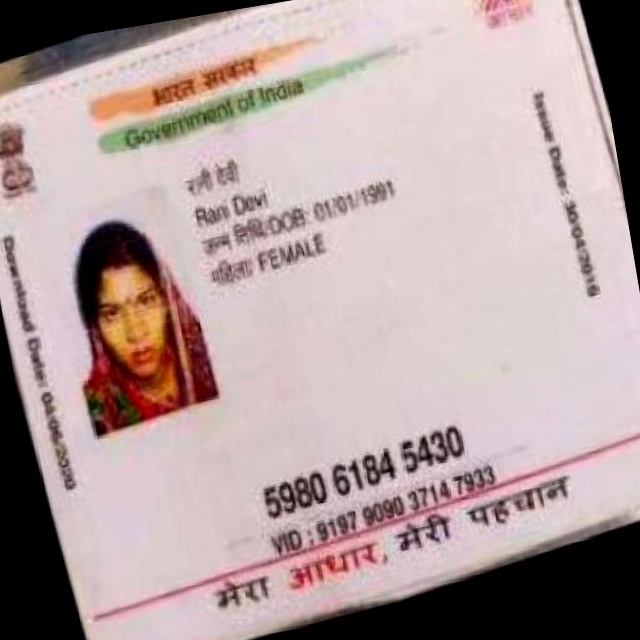 भारत सरकार
Government of India
रानी देवी
Rani Devi
जन्म तिथि/DOB: 01/01/1991
महिला/ FEMALE
Issue Date: 30/04/2019
Download Date: 04/06/2020
5980 6184 5430
VID : 9197 9090 3714 7933
मेरा आधार, मेरी पहचान